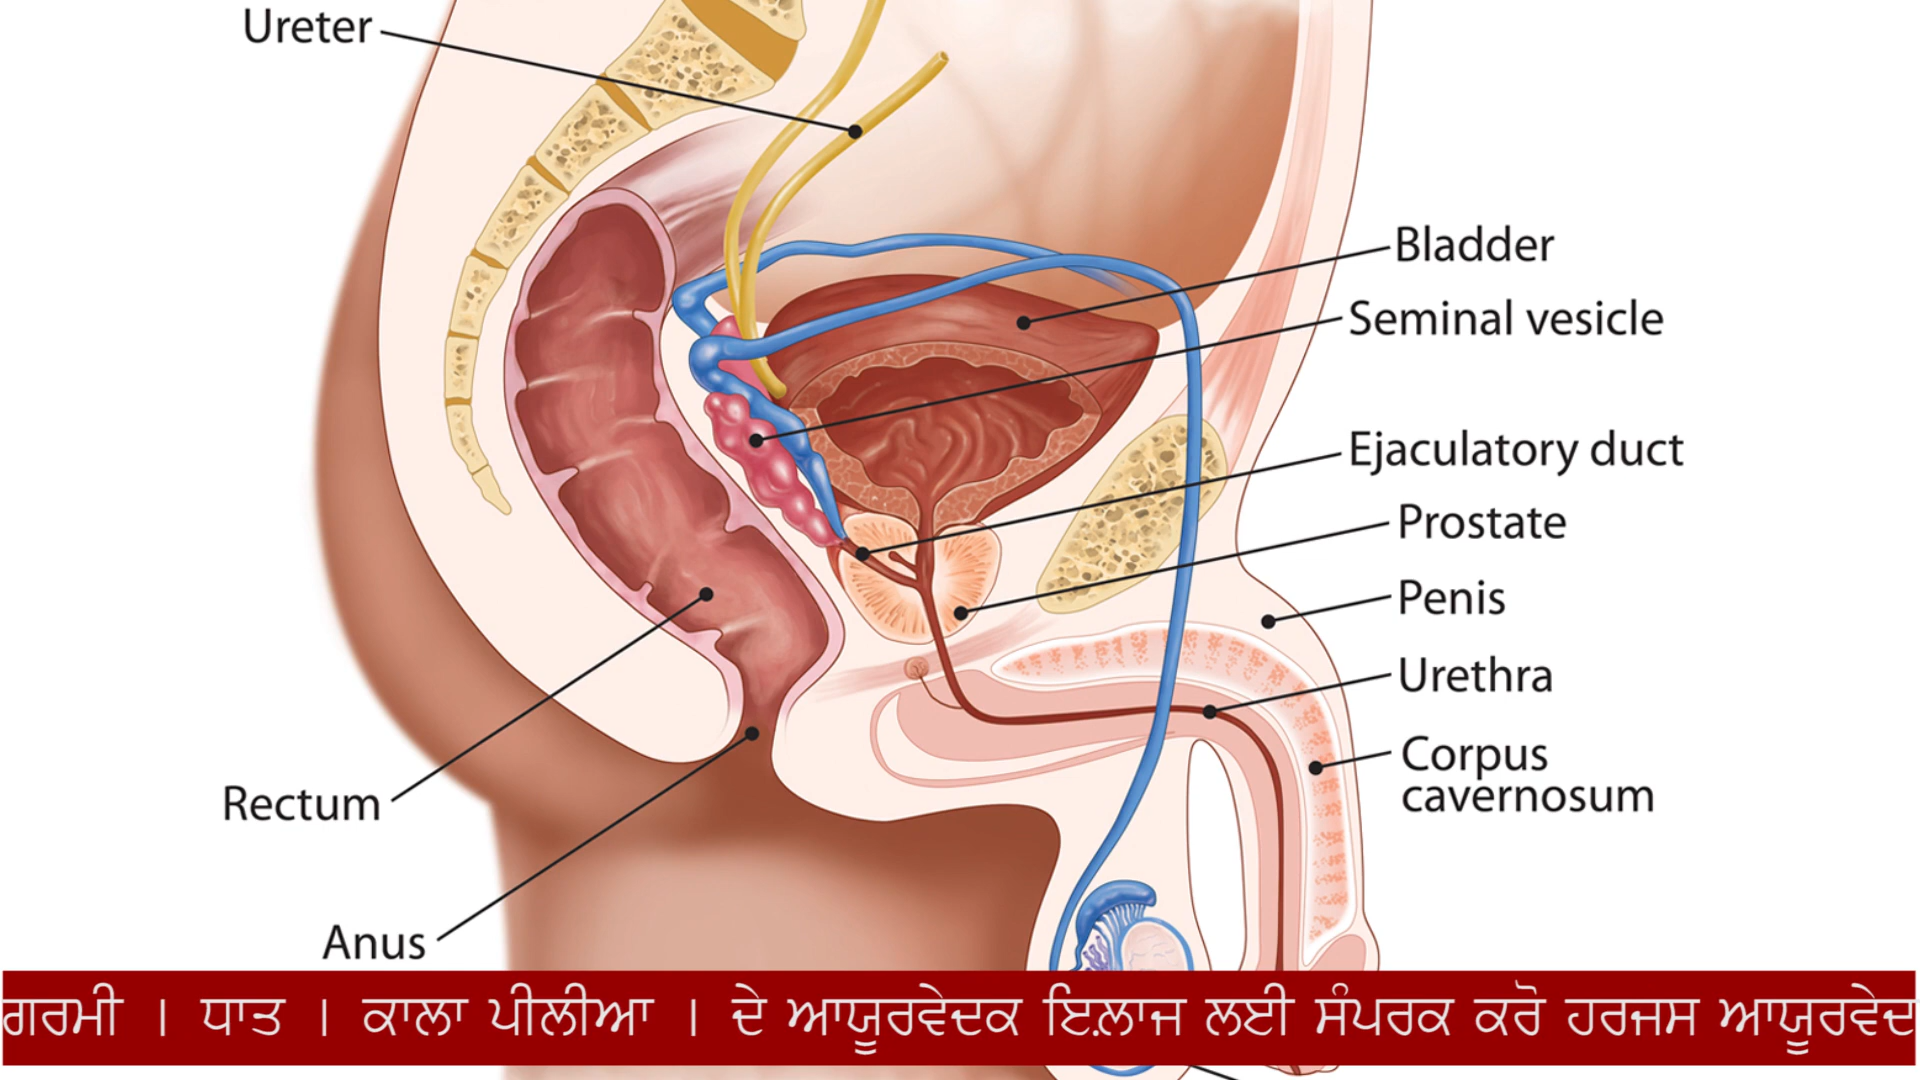 Ureter
Bladder
Seminal vesicle
Ejaculatory duct
Prostate
Penis
Urethra
Corpus
cavernosum
Rectum
Anus
ਗਰਮੀ । ਧਾਤ । ਕਾਲਾ ਪੀਲੀਆ । ਦੇ ਆਯੂਰਵੇਦਕ ਇਲਾਜ ਲਈ ਸੰਪਰਕ ਕਰੋ ਹਰਜਸ ਆਯੂਰਵੇਦ